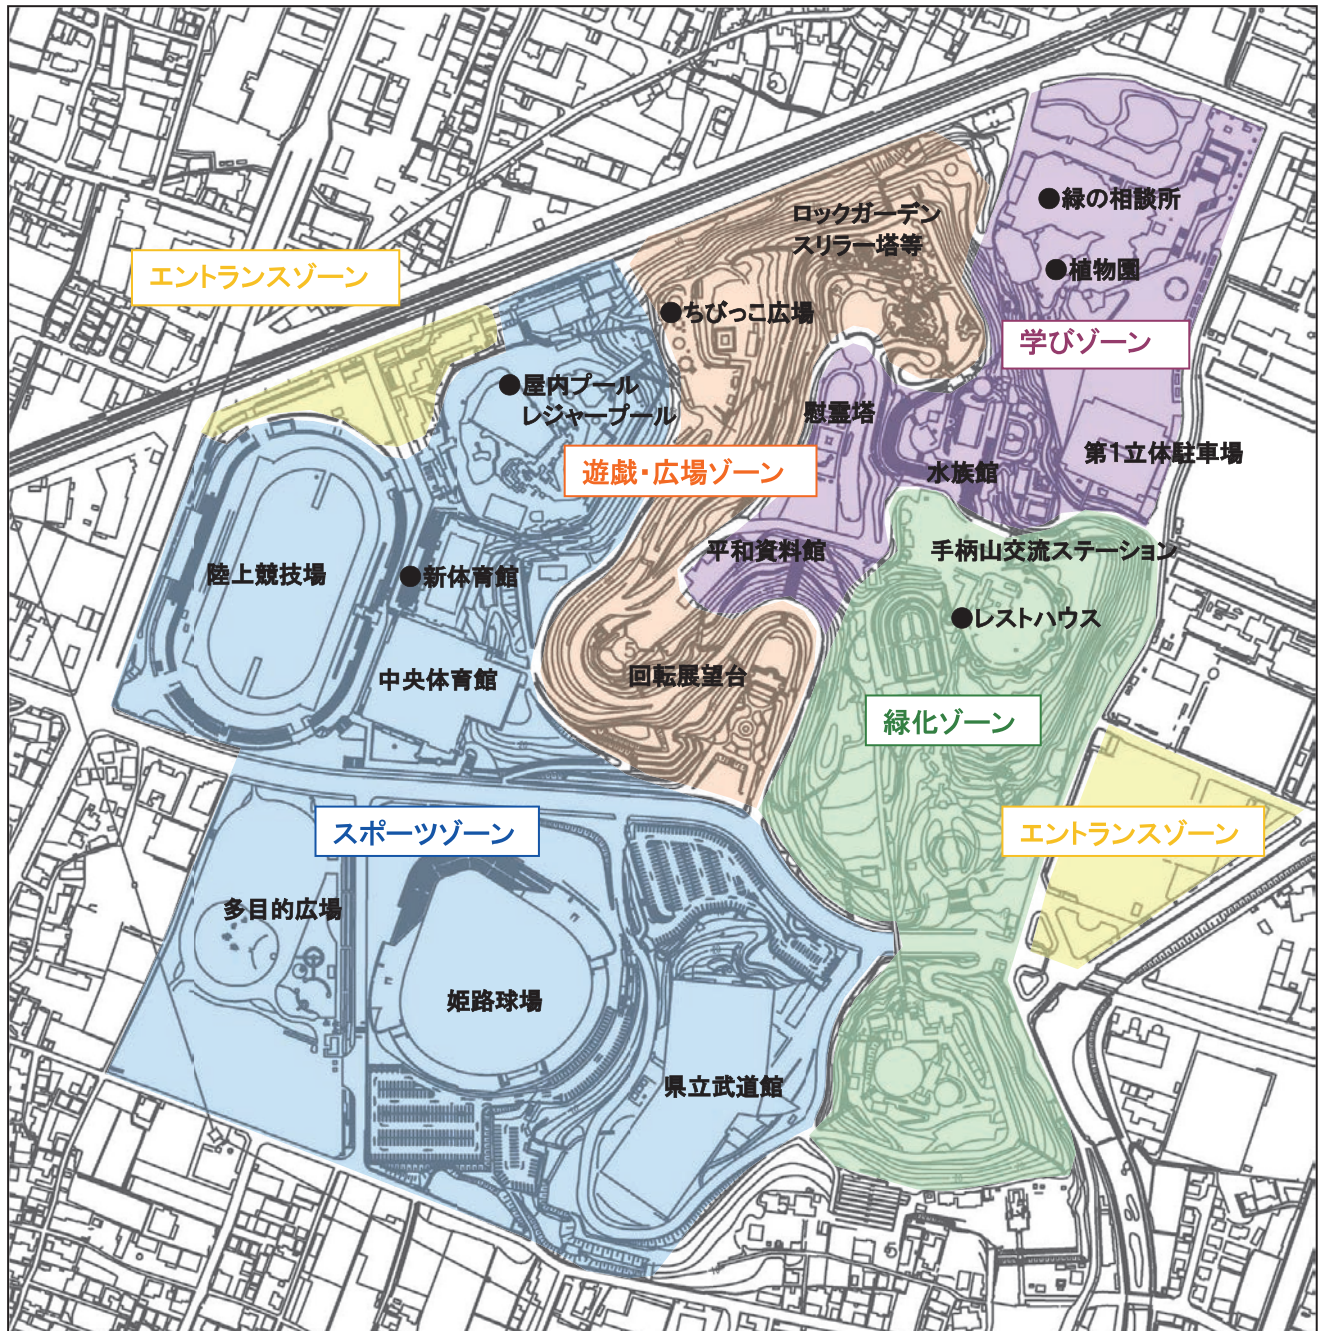 ●緑の相談所
ロックガーデン
スリラー塔等
エントランスゾーン
●植物園
●ちびっこ広場
学びゾーン
●屋内プール
レジャープール
慰霊塔
遊戯・広場ゾーン
水族館
第1立体駐車場
平和資料館
手柄山交流ステーション
陸上競技場
●新体育館
●レストハウス
中央体育館
回転展望台
緑化ゾーン
スポーツゾーン
エントランスゾーン
多目的広場
姫路球場
県立武道館